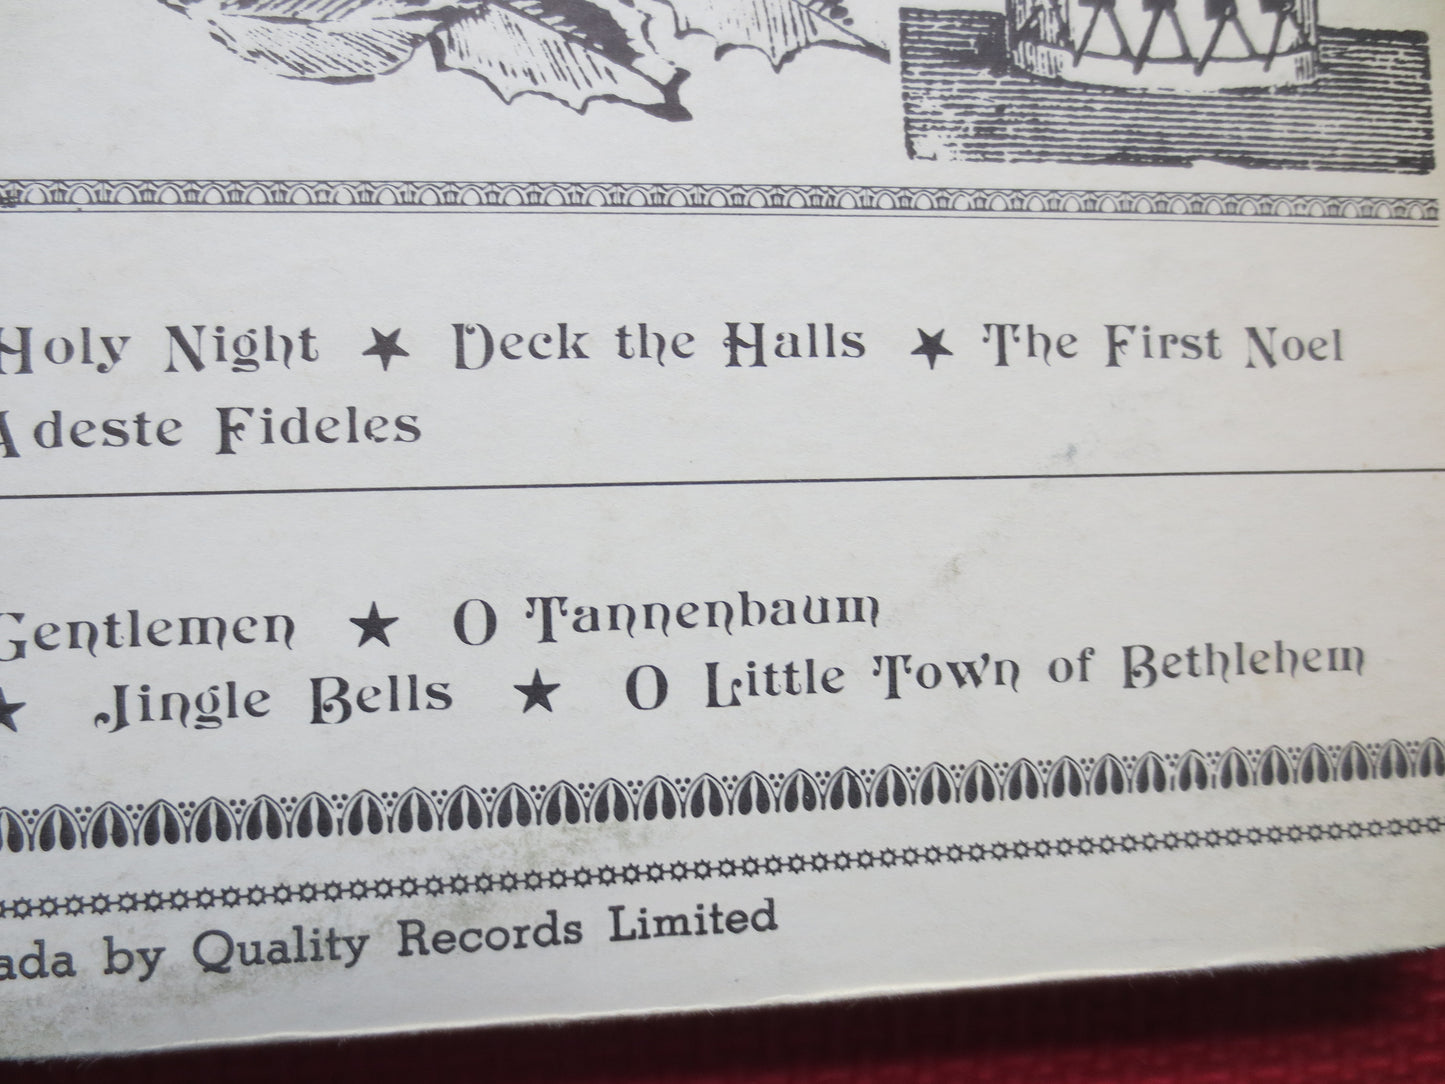 Holy Night ★ Deck the Halls ★ The First Noel
Adeste Fideles
Gentlemen ★ O Tannenbaum
★ Jingle Bells ★ O Little Town of Bethlehem
ada by Quality Records Limited